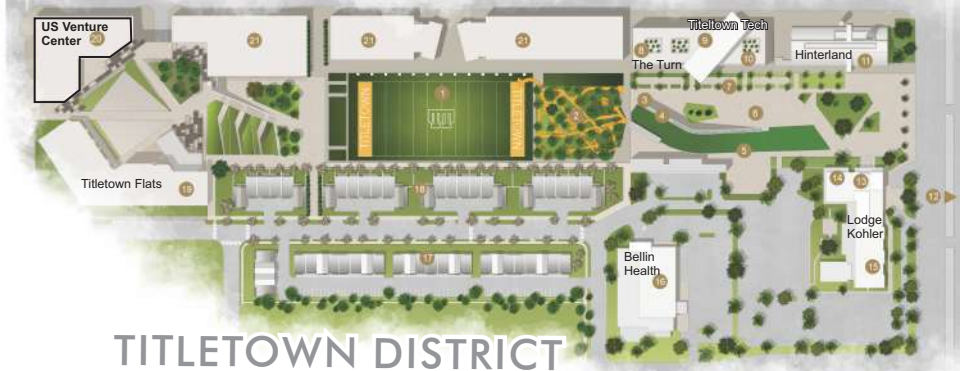 US Venture
Center
20
21
21
21
8
The Turn
Titeltown Tech
9
10
Hinterland
11
TITLETOWN
1
TITLETOWN
2
3
4
7
6
5
Titletown Flats
19
18
17
Bellin
Health
16
14
13
Lodge
Kohler
15
12
TITLETOWN DISTRICT